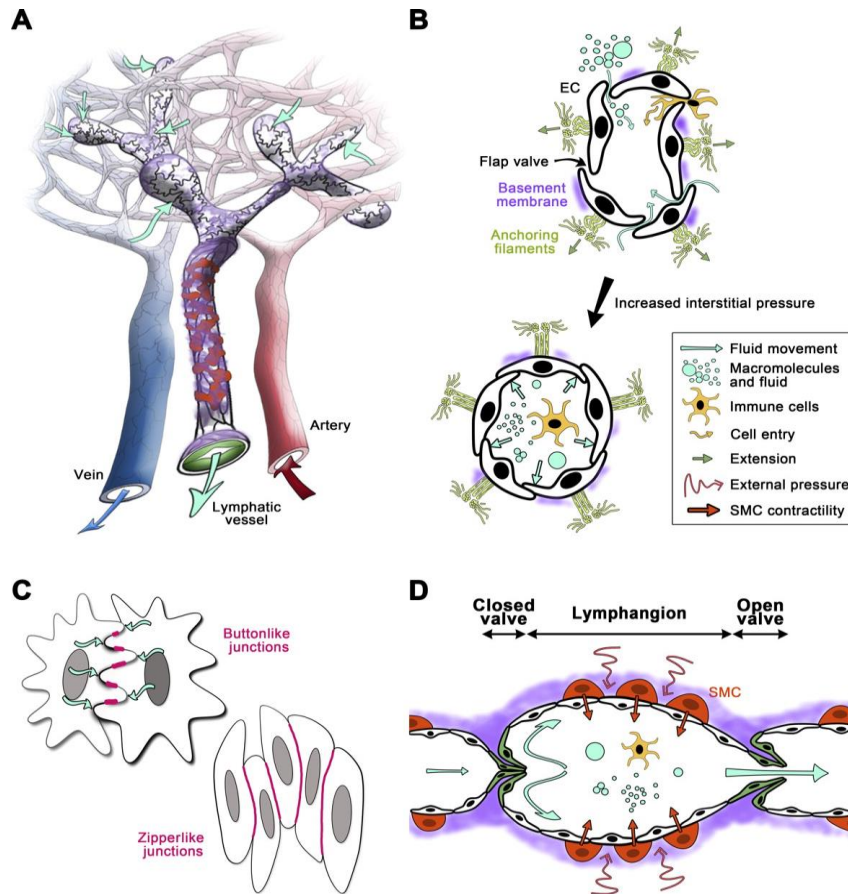 A
Vein
Lymphatic
vessel
Artery
B
EC
Flap valve
Basement
membrane
Anchoring
filaments
Increased interstitial pressure
Fluid movement
Macromolecules
and fluid
Immune cells
Cell entry
Extension
External pressure
SMC contractility
C
Buttonlike
junctions
Zipperlike
junctions
D
Closed
valve
Lymphangion
Open
valve
SMC